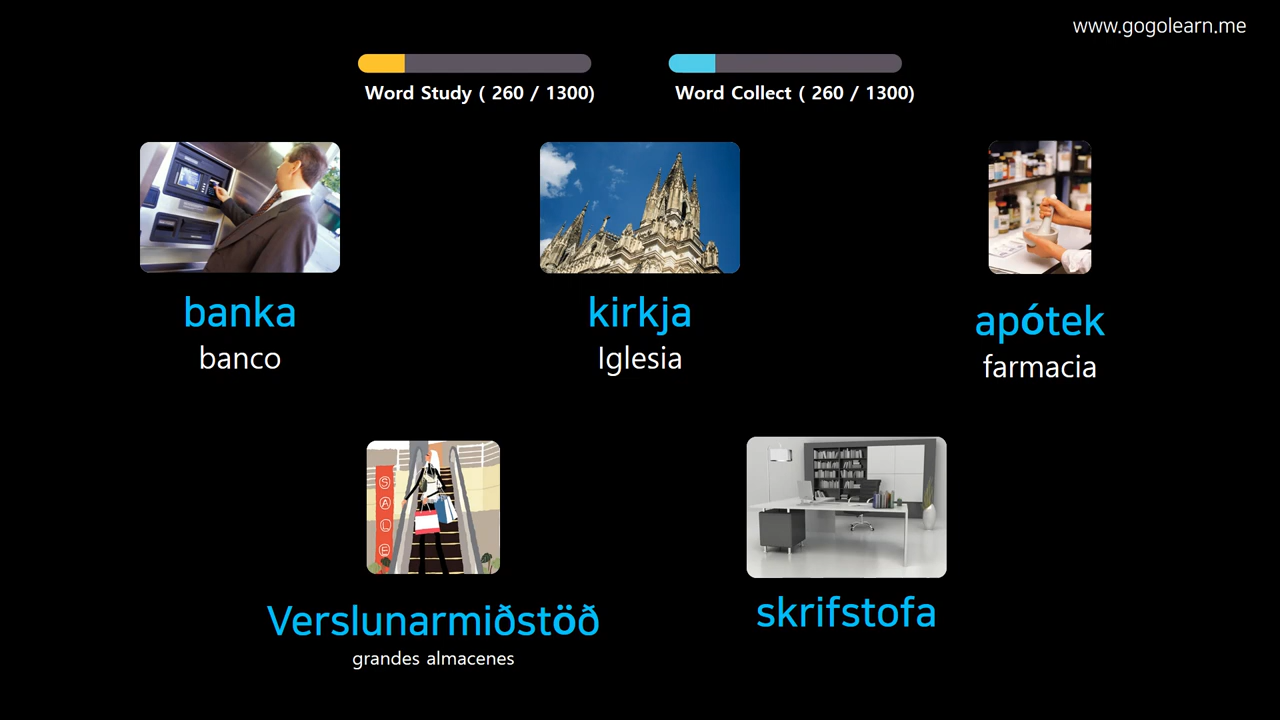 www.gogolearn.me
Word Study ( 260 / 1300)
Word Collect ( 260 / 1300)
banka
banco
kirkja
Iglesia
apótek
farmacia
SALE
Verslunarmiðstöð
grandes almacenes
skrifstofa